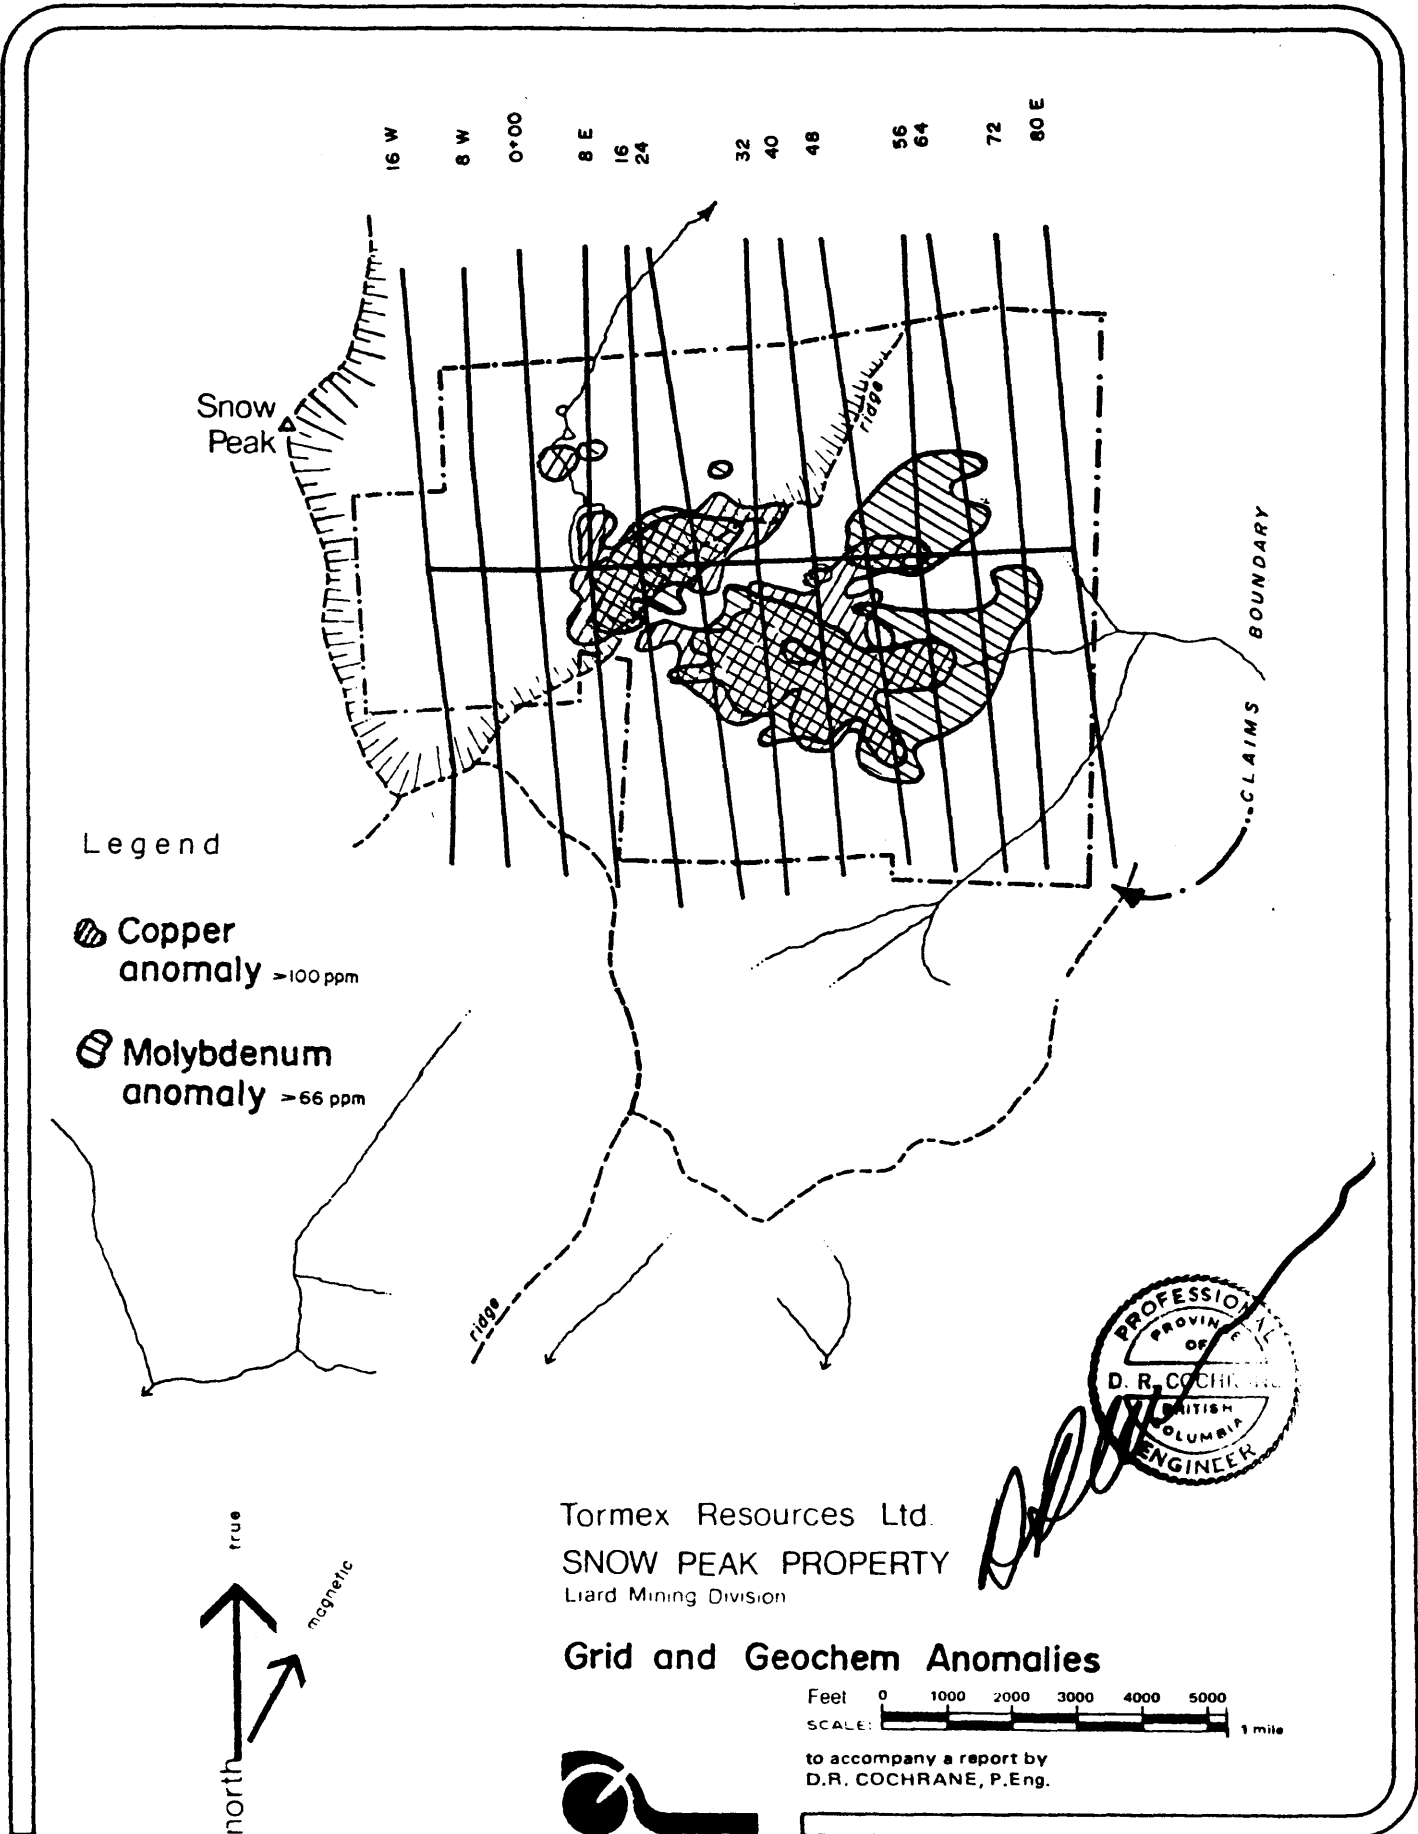 16 W
8 W
0+00
8 E
16
24
32
40
48
56
64
72
80 E
Snow
Peak
ridge
CLAIMS BOUNDARY
Legend
Copper
anomaly >100 ppm
Molybdenum
anomaly >66 ppm
ridge
PROFESSIONAL
PROVINCE
OF
D. R. COCHRANE
BRITISH
COLUMBIA
ENGINEER
true
magnetic
north
Tormex Resources Ltd.
SNOW PEAK PROPERTY
Liard Mining Division
Grid and Geochem Anomalies
Feet 0 1000 2000 3000 4000 5000
SCALE: 1 mile
to accompany a report by
D.R. COCHRANE, P.Eng.